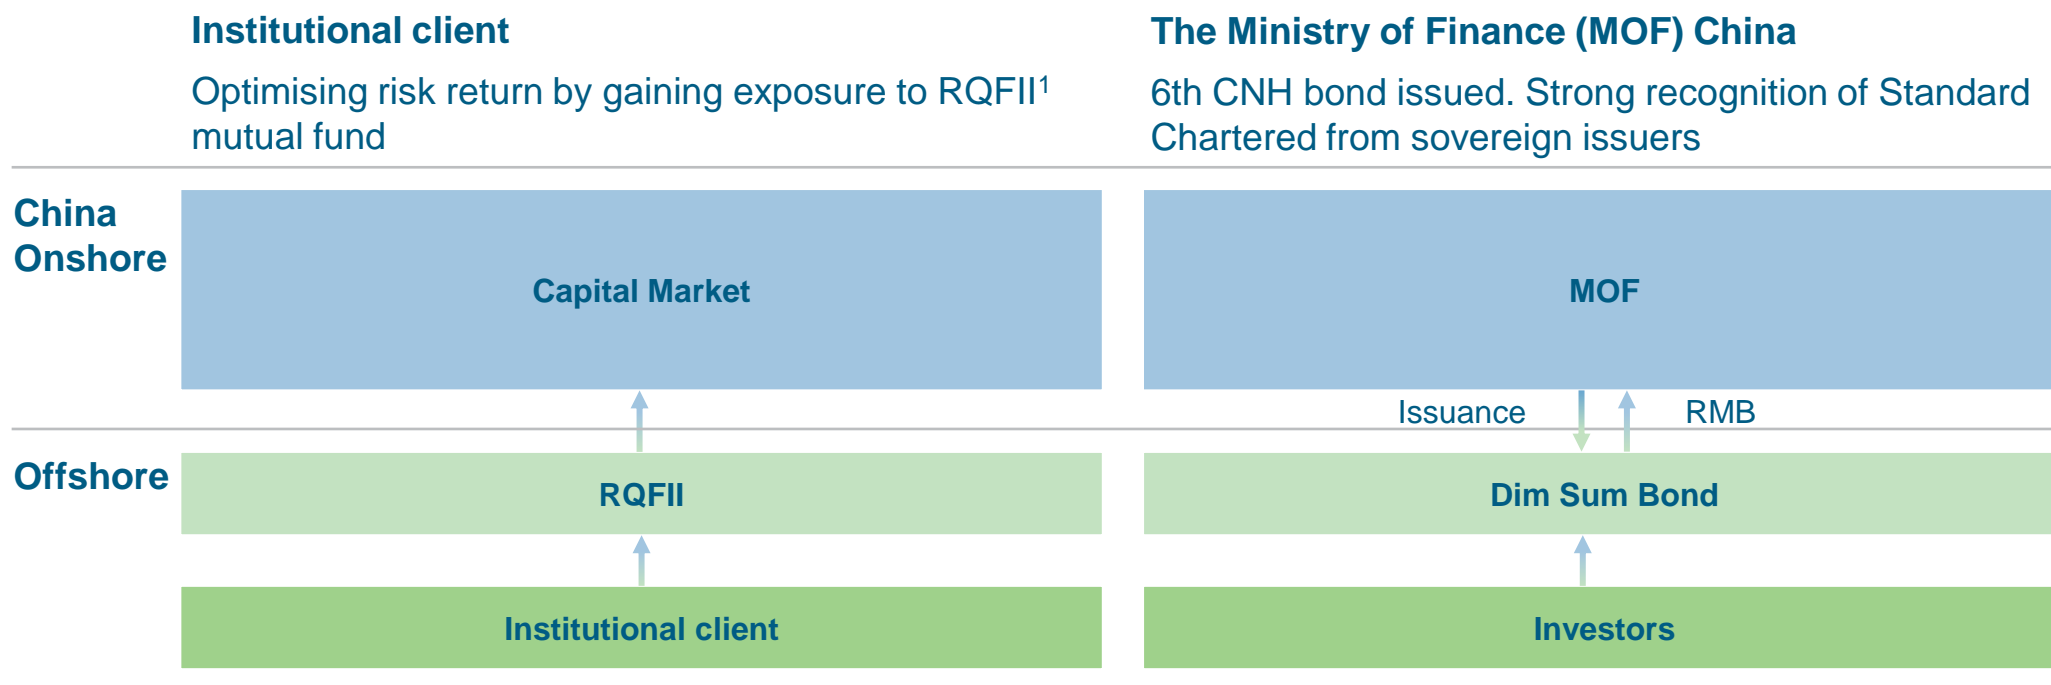 Institutional client
Optimising risk return by gaining exposure to RQFII¹
mutual fund
The Ministry of Finance (MOF) China
6th CNH bond issued. Strong recognition of Standard
Chartered from sovereign issuers
China
Onshore
Capital Market
MOF
Issuance
RMB
Offshore
RQFII
Dim Sum Bond
Institutional client
Investors